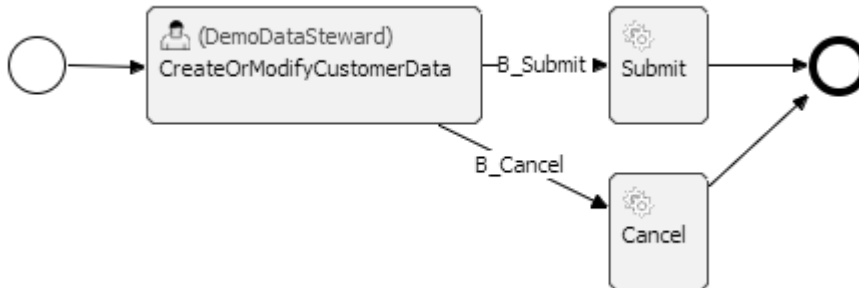 (DemoDataSteward)
CreateOrModifyCustomerData
B_Submit
Submit
B_Cancel
Cancel